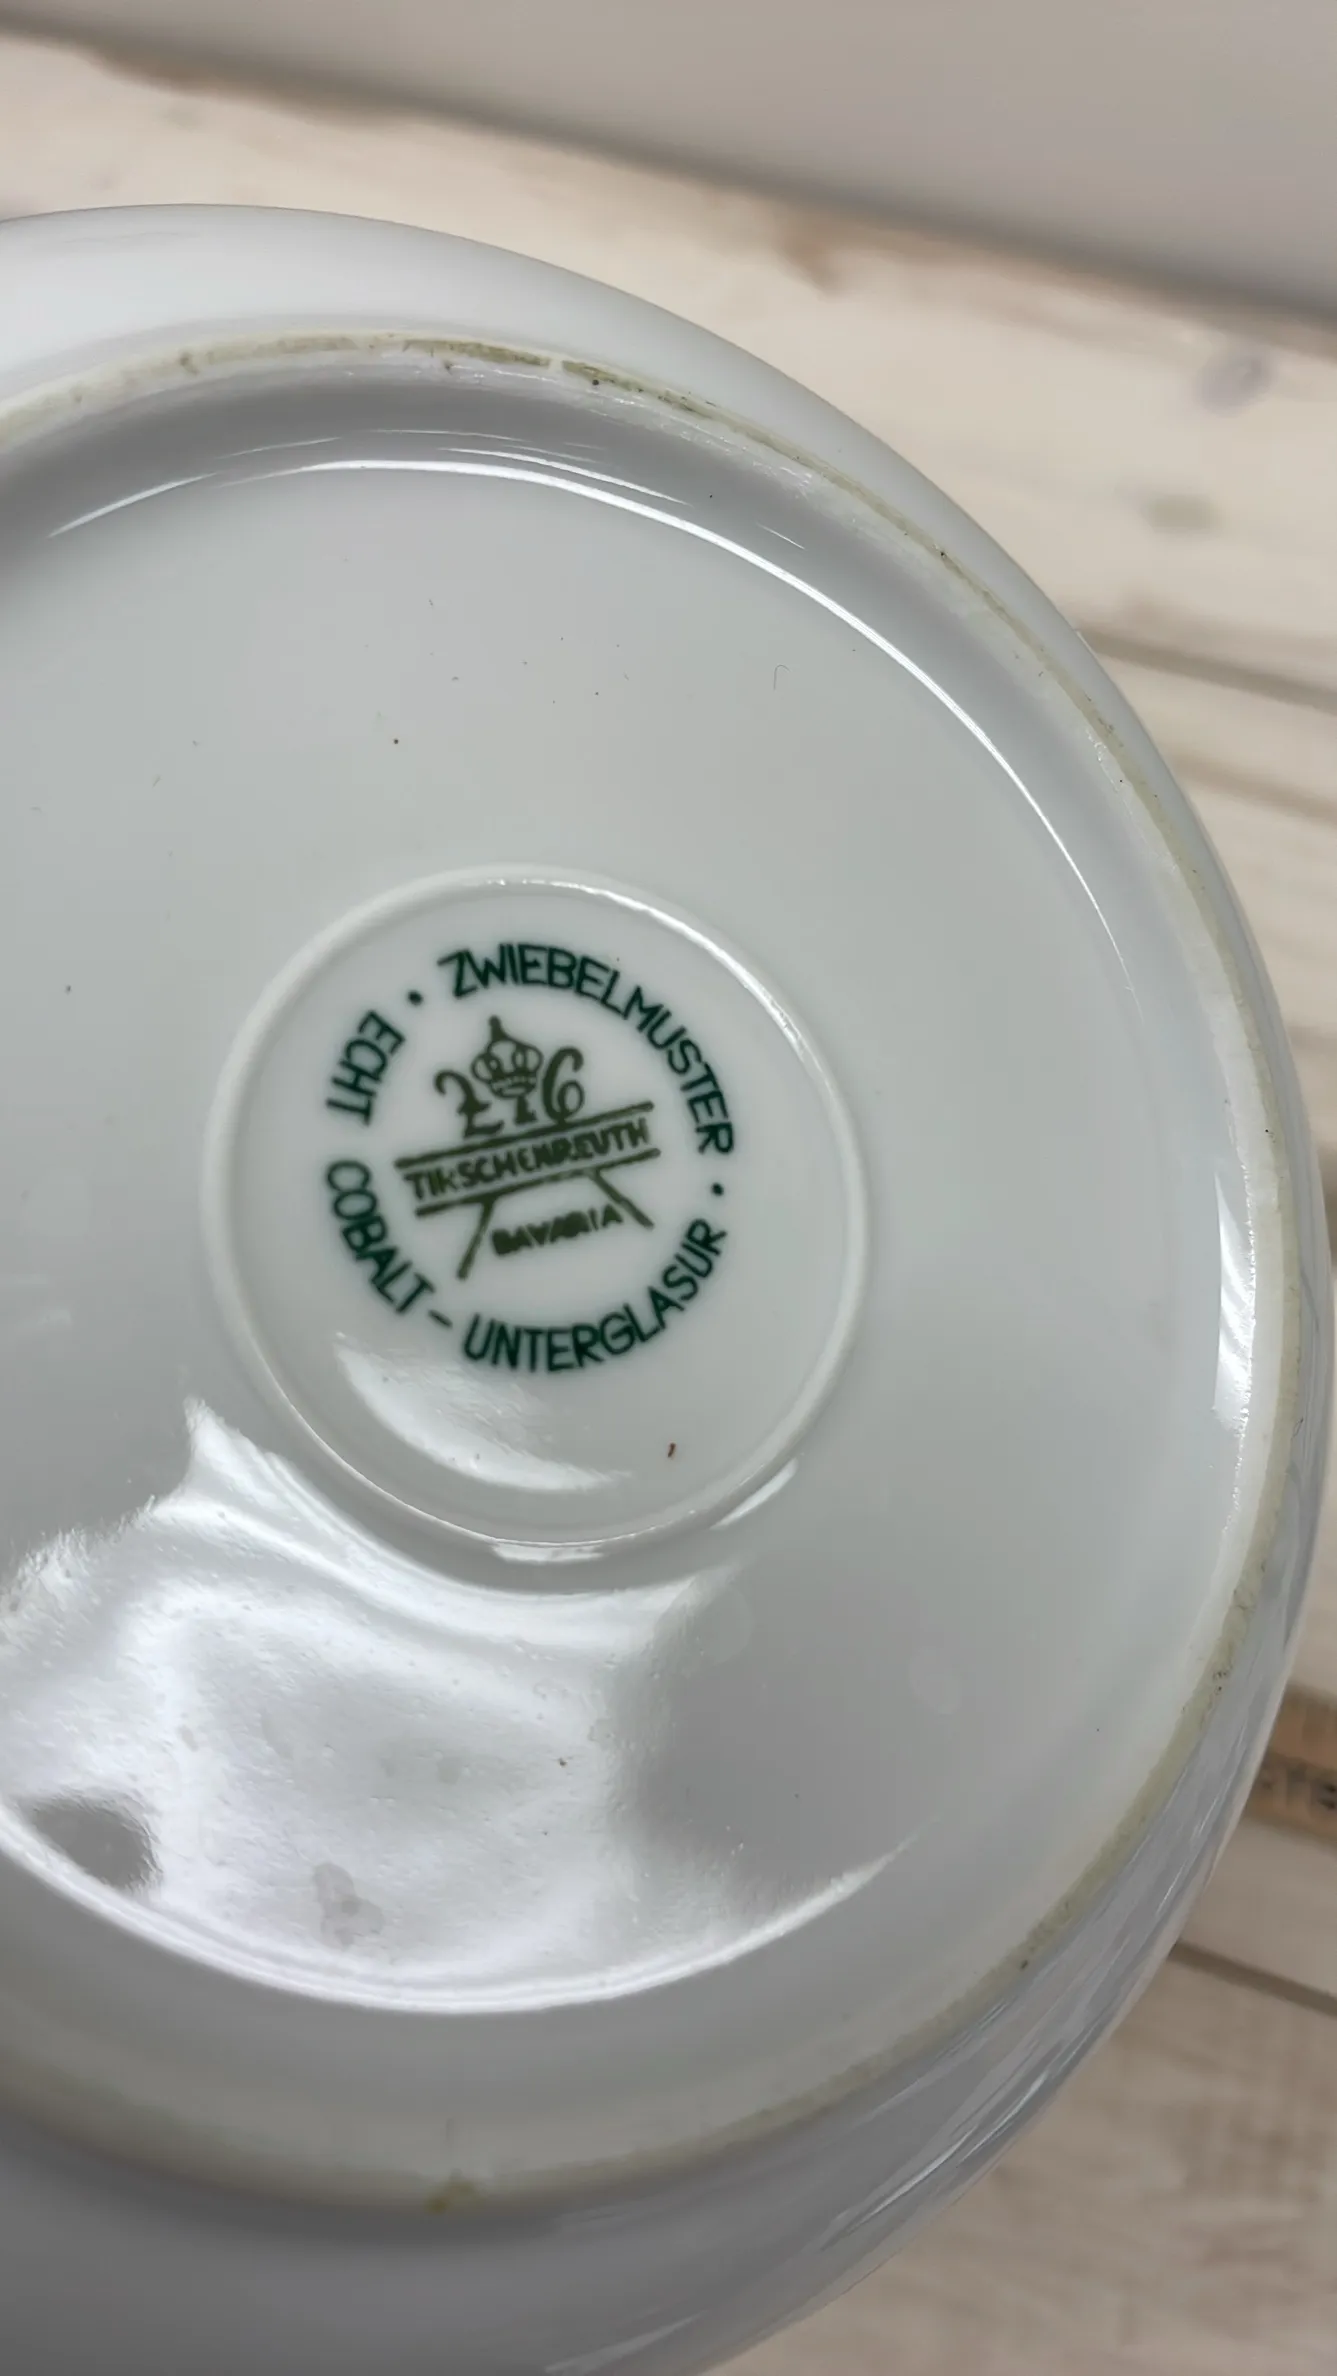 · ZWIEBELMUSTER ·
ECHT COBALT - UNTERGLASUR
TIRSCHENREUTH
BAVARIA